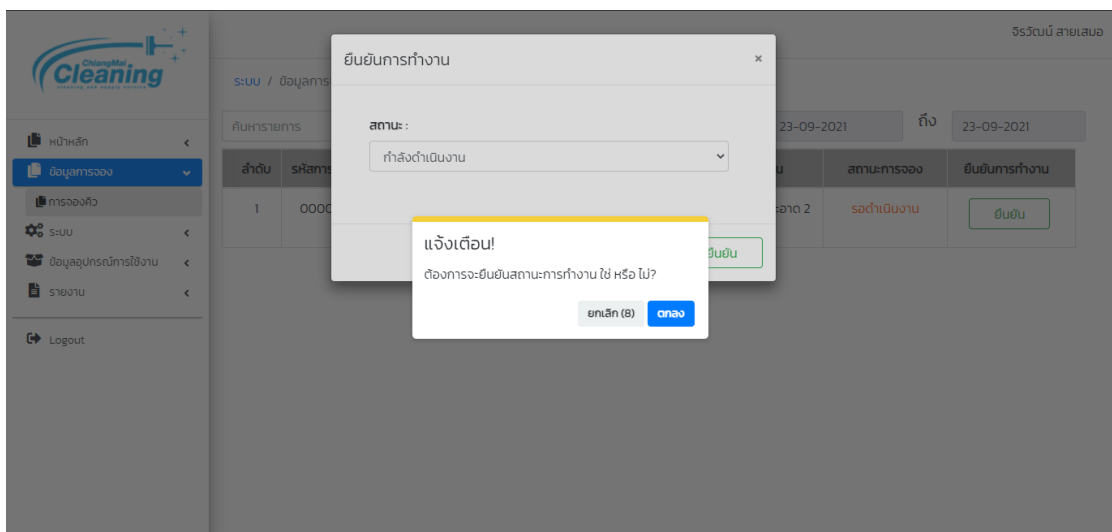 จิรวัฒน์ สายเสมอ
ChiangMai
Cleaning
cleaning and supply service
ยืนยันการทำงาน ×
ระบบ / ข้อมูลการ
สถานะ :
กำลังดำเนินงาน
ค้นหารายการ 23-09-2021 ถึง 23-09-2021
หน้าหลัก
ข้อมูลการจอง
การจองคิว
ระบบ
ข้อมูลอุปกรณ์การใช้งาน
รายงาน
Logout
ลำดับ รหัสการ น สถานะการจอง ยืนยันการทำงาน
1 0000 ะอาด 2 รอดำเนินงาน ยืนยัน
แจ้งเตือน!
ต้องการจะยืนยันสถานะการทำงาน ใช่ หรือ ไม่?
ยกเลิก (8) ตกลง
ยืนยัน